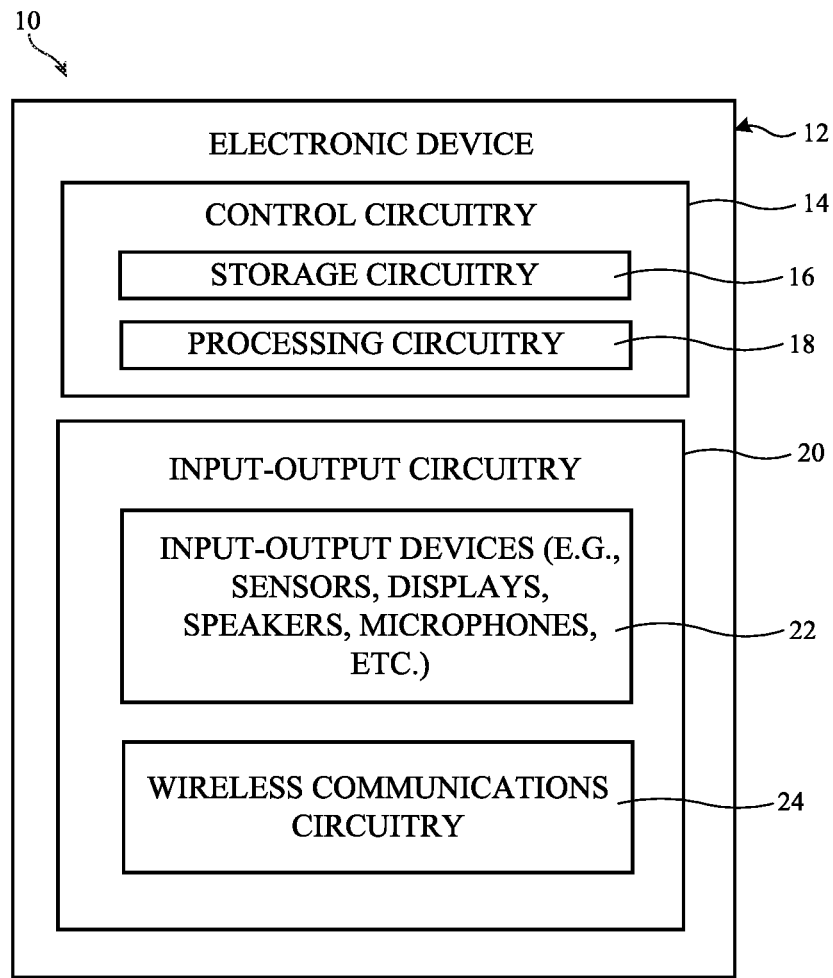 10
12
ELECTRONIC DEVICE
14
CONTROL CIRCUITRY
STORAGE CIRCUITRY
16
PROCESSING CIRCUITRY
18
20
INPUT-OUTPUT CIRCUITRY
INPUT-OUTPUT DEVICES (E.G.,
SENSORS, DISPLAYS,
SPEAKERS, MICROPHONES,
ETC.)
22
WIRELESS COMMUNICATIONS
CIRCUITRY
24